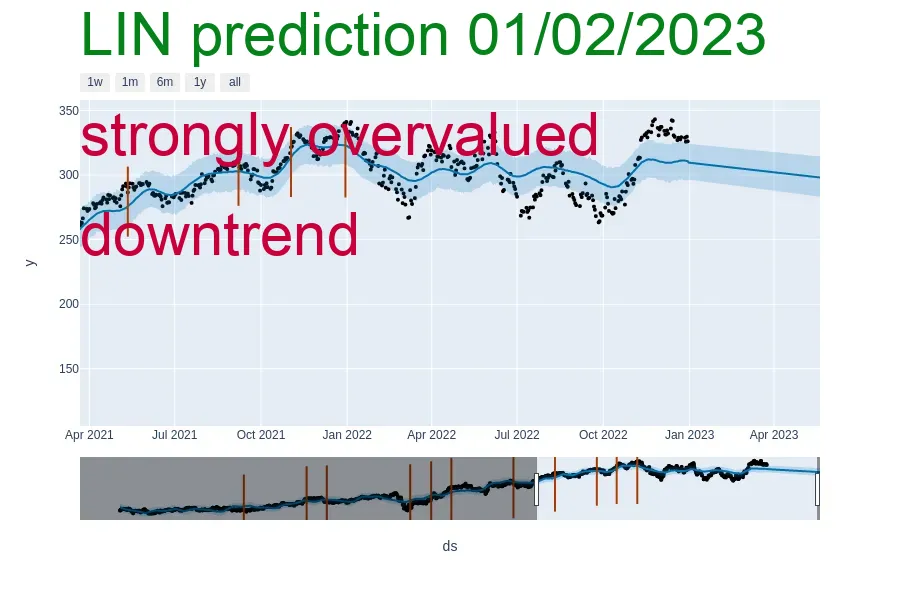 LIN prediction 01/02/2023
1w 1m 6m 1y all
350
strongly overvalued
300
250
downtrend
y
200
150
Apr 2021 Jul 2021 Oct 2021 Jan 2022 Apr 2022 Jul 2022 Oct 2022 Jan 2023 Apr 2023
ds